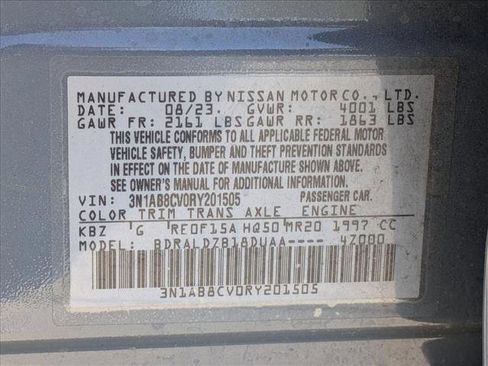 MANUFACTURED BY NISSAN MOTOR CO., LTD.
DATE: 08/23. GVWR: 4001 LBS
GAWR FR: 2161 LBS GAWR RR: 1863 LBS
THIS VEHICLE CONFORMS TO ALL APPLICABLE FEDERAL MOTOR
VEHICLE SAFETY, BUMPER AND THEFT PREVENTION STANDARDS
IN EFFECT ON THE DATE OF MANUFACTURE SHOWN ABOVE.
SEE OWNER'S MANUAL FOR ADDITIONAL INFORMATION.
VIN: 3N1AB8CV0RY201505 PASSENGER CAR.
COLOR TRIM TRANS AXLE ENGINE
KBZ G RE0F15A HQ50 MR20 1997 CC
MODEL: BDRALDZB18DUAA---- 4Z000
3N1AB8CV0RY201505